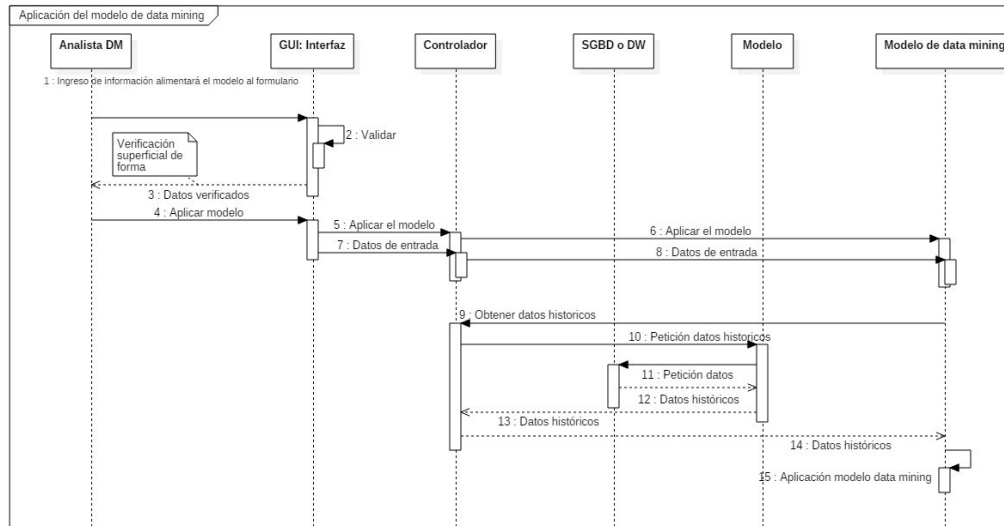 Aplicación del modelo de data mining
Analista DM
GUI: Interfaz
Controlador
SGBD o DW
Modelo
Modelo de data mining
1 : Ingreso de información alimentará el modelo al formulario
2 : Validar
Verificación
superficial de
forma
3 : Datos verificados
4 : Aplicar modelo
5 : Aplicar el modelo
6 : Aplicar el modelo
7 : Datos de entrada
8 : Datos de entrada
9 : Obtener datos historicos
10 : Petición datos historicos
11 : Petición datos
12 : Datos históricos
13 : Datos históricos
14 : Datos históricos
15 : Aplicación modelo data mining